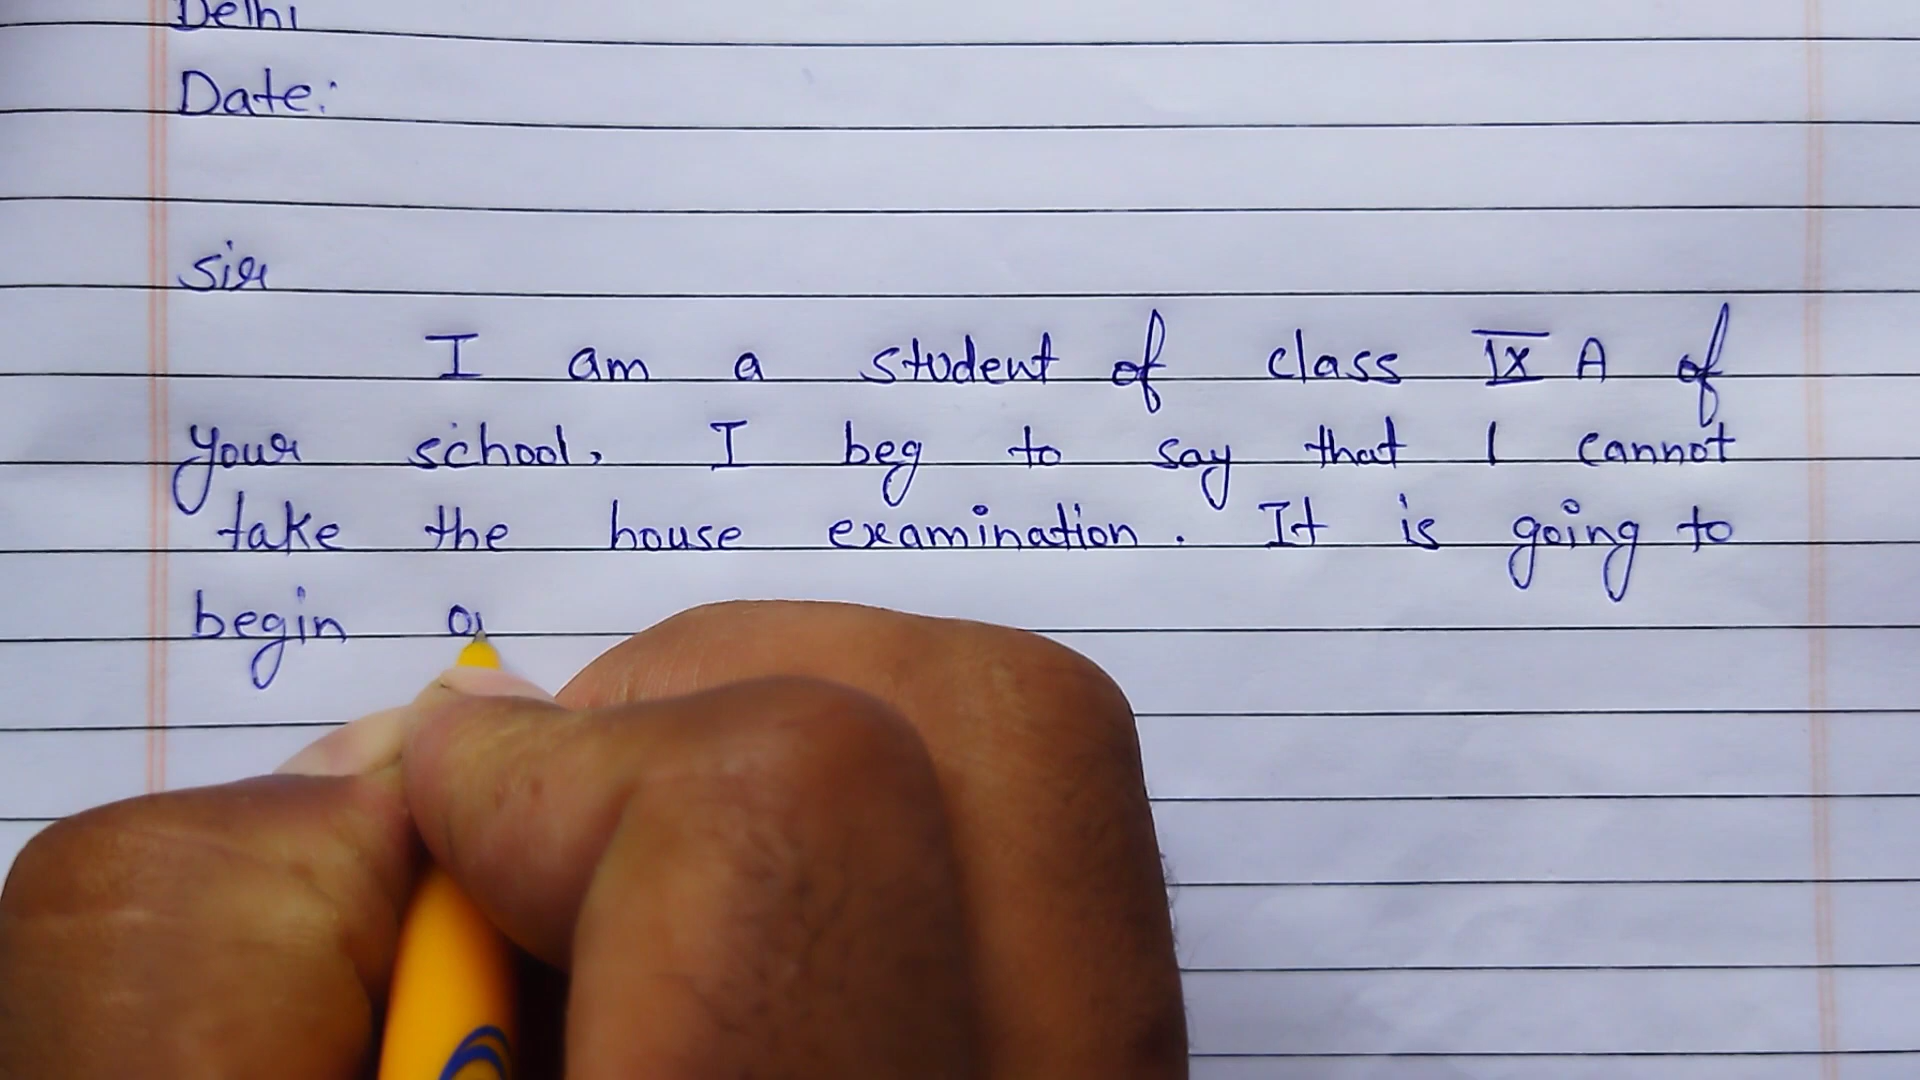 Delhi
Date:
Sir
I am a student of class IX A of
your school, I beg to say that I cannot
take the house examination. It is going to
begin